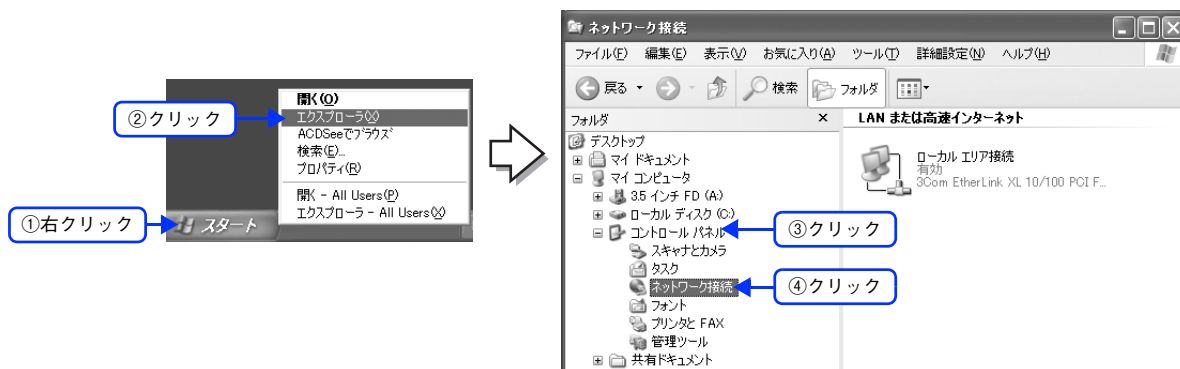 開く(O)
②クリック
エクスプローラ(X)
ACDSeeでブラウズ
検索(E)...
プロパティ(R)
開く - All Users(P)
エクスプローラ - All Users(X)
①右クリック
スタート
ネットワーク接続
ファイル(F) 編集(E) 表示(V) お気に入り(A) ツール(T) 詳細設定(N) ヘルプ(H)
戻る 検索 フォルダ
フォルダ ×
LAN または高速インターネット
デスクトップ
マイ ドキュメント
マイ コンピュータ
3.5 インチ FD (A:)
ローカル ディスク (C:)
コントロール パネル
③クリック
スキャナとカメラ
タスク
ネットワーク接続
④クリック
フォント
プリンタと FAX
管理ツール
共有ドキュメント
ローカル エリア接続
有効
3Com EtherLink XL 10/100 PCI F...